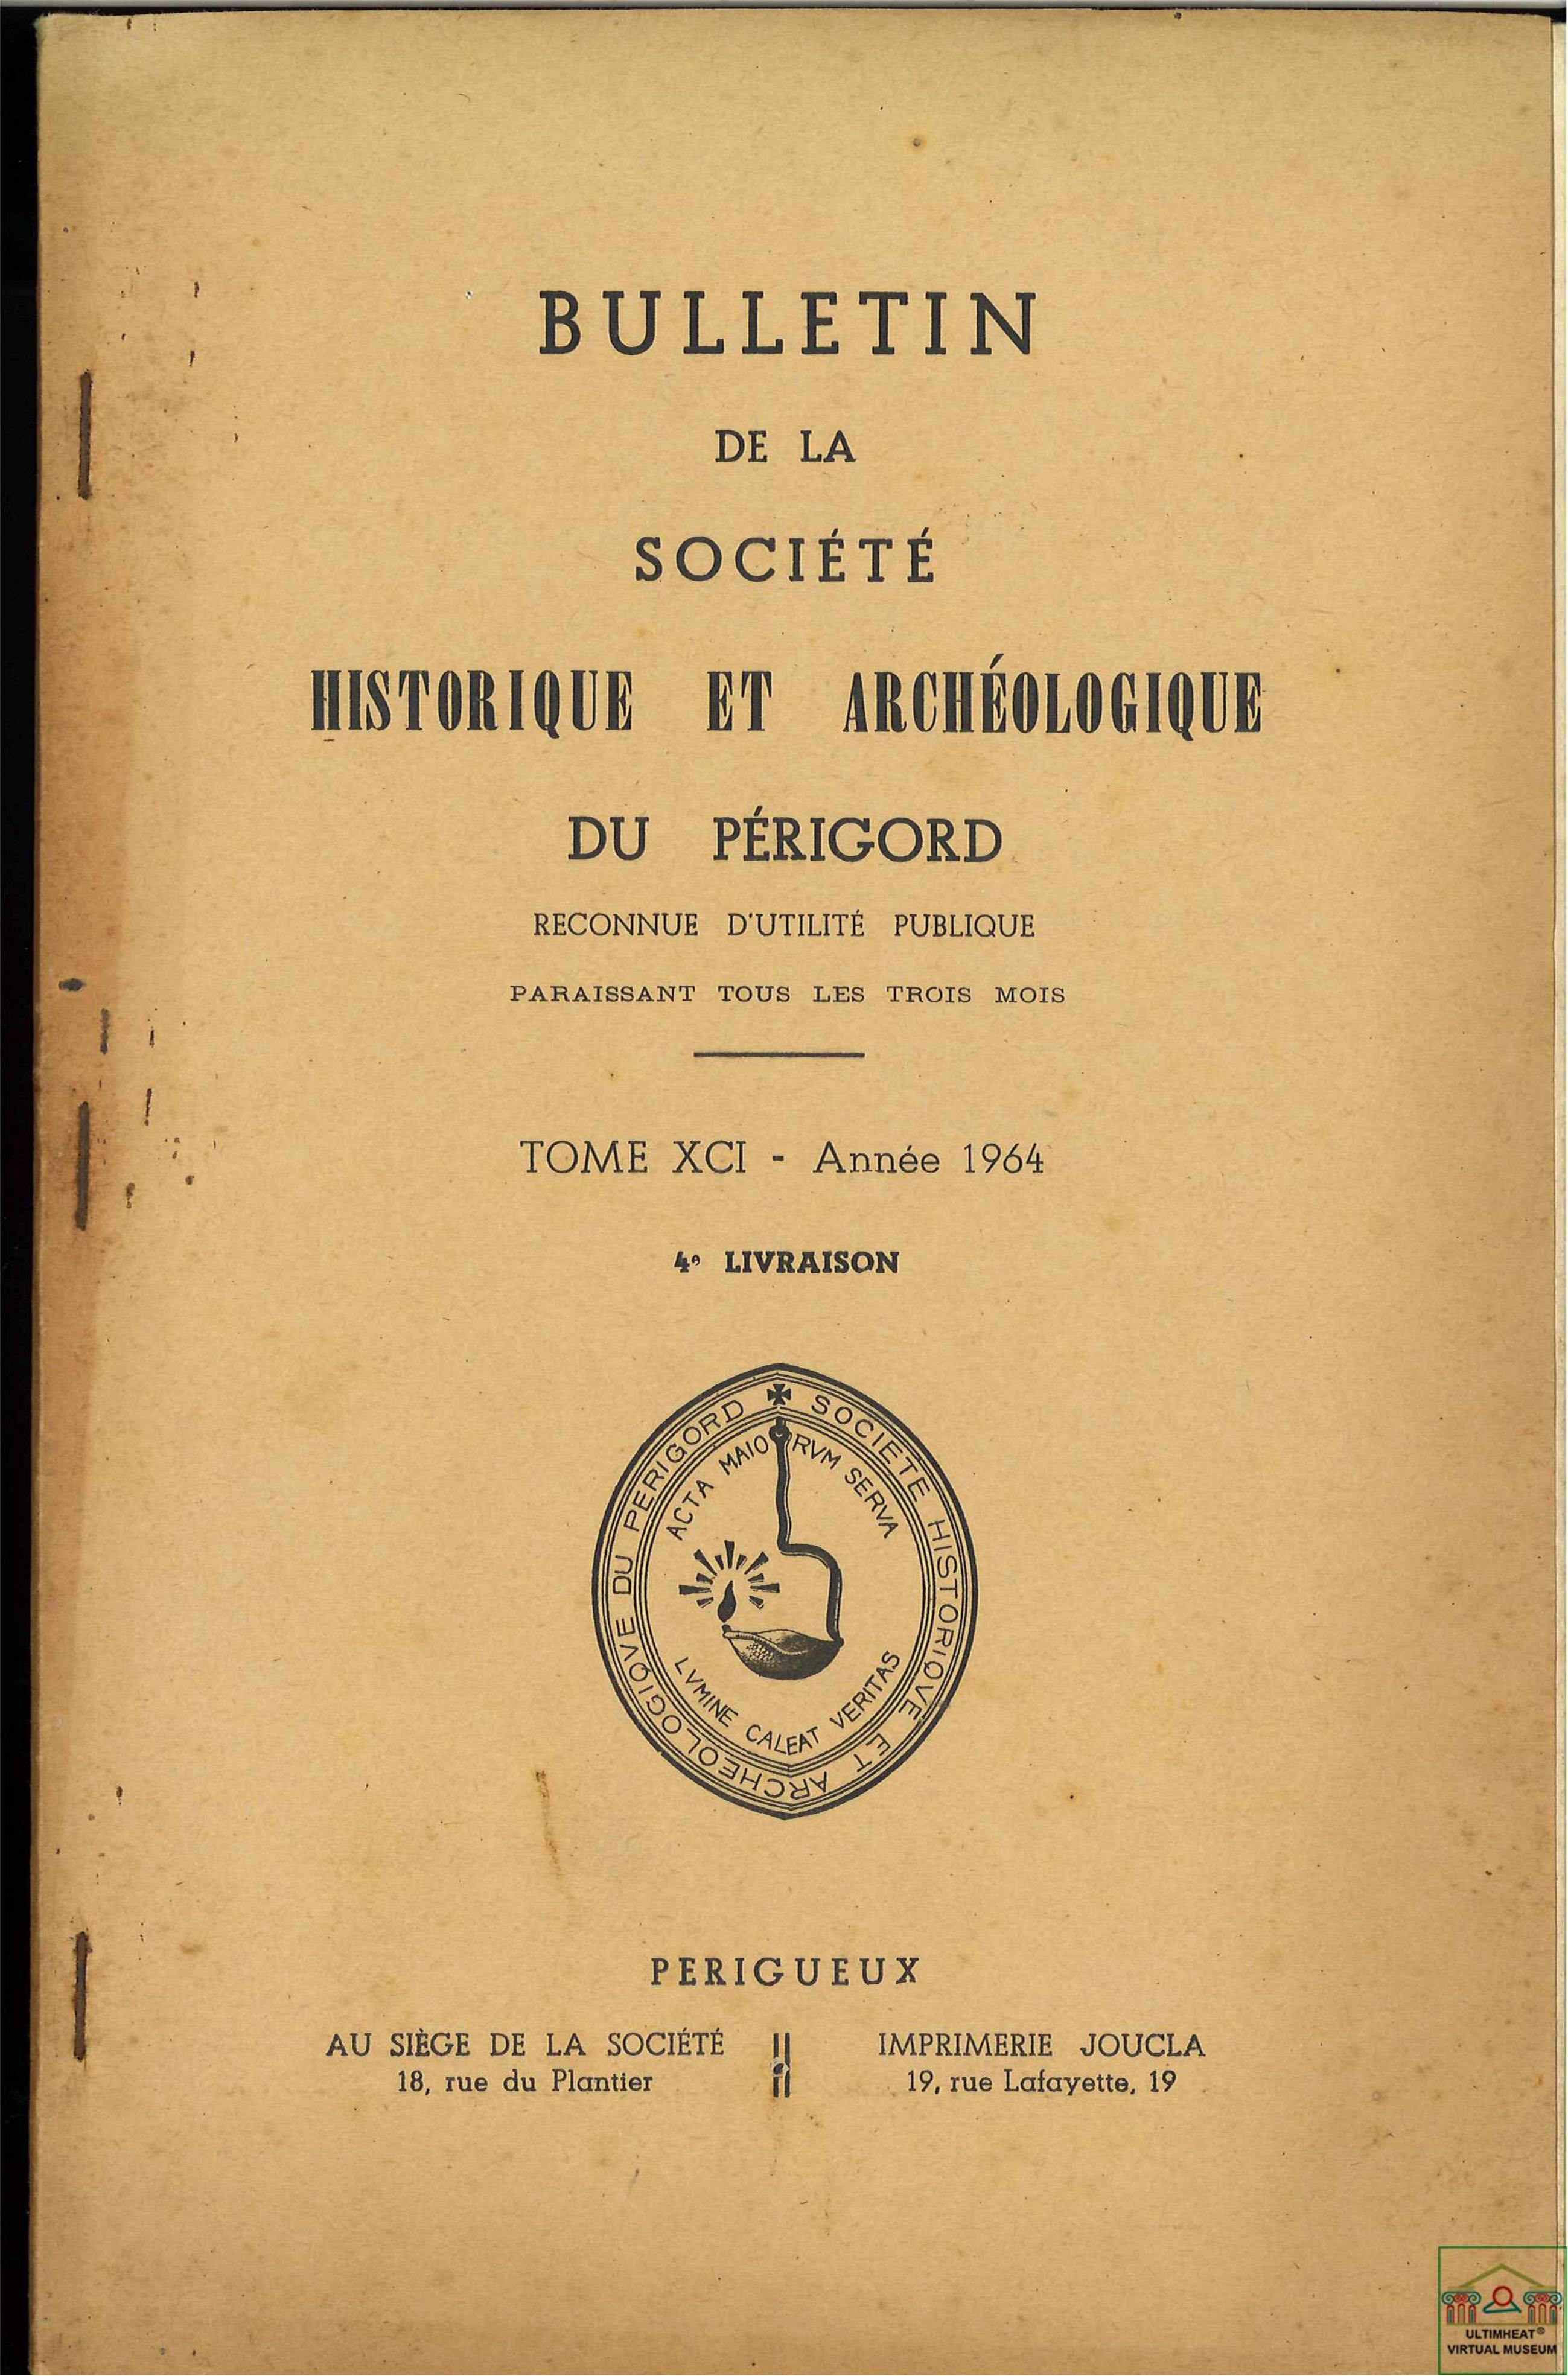 BULLETIN
DE LA
SOCIÉTÉ
HISTORIQUE ET ARCHÉOLOGIQUE
DU PÉRIGORD
RECONNUE D'UTILITÉ PUBLIQUE
PARAISSANT TOUS LES TROIS MOIS
TOME XCI - Année 1964
4e LIVRAISON
✠ SOCIETE HISTORIQVE ET ARCHEOLOGIQVE DU PERIGORD
ACTA MAIORVM SERVA
LVMINE CALEAT VERITAS
PERIGUEUX
AU SIÈGE DE LA SOCIÉTÉ
18, rue du Plantier
IMPRIMERIE JOUCLA
19, rue Lafayette, 19
ULTIMHEAT®
VIRTUAL MUSEUM